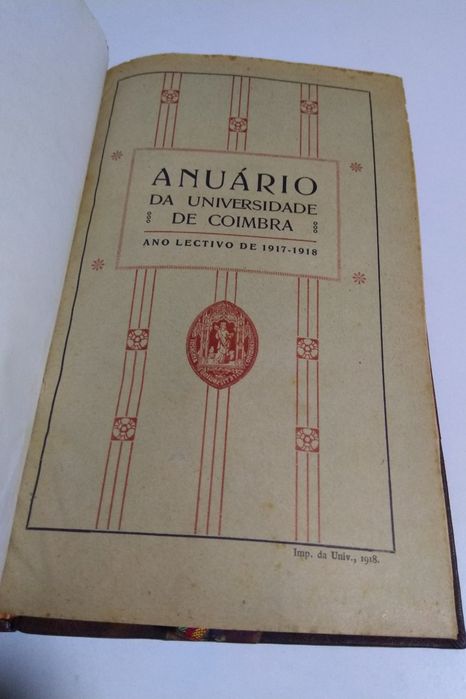 ANUÁRIO
DA UNIVERSIDADE
DE COIMBRA
ANO LECTIVO DE 1917-1918
Imp. da Univ., 1918.